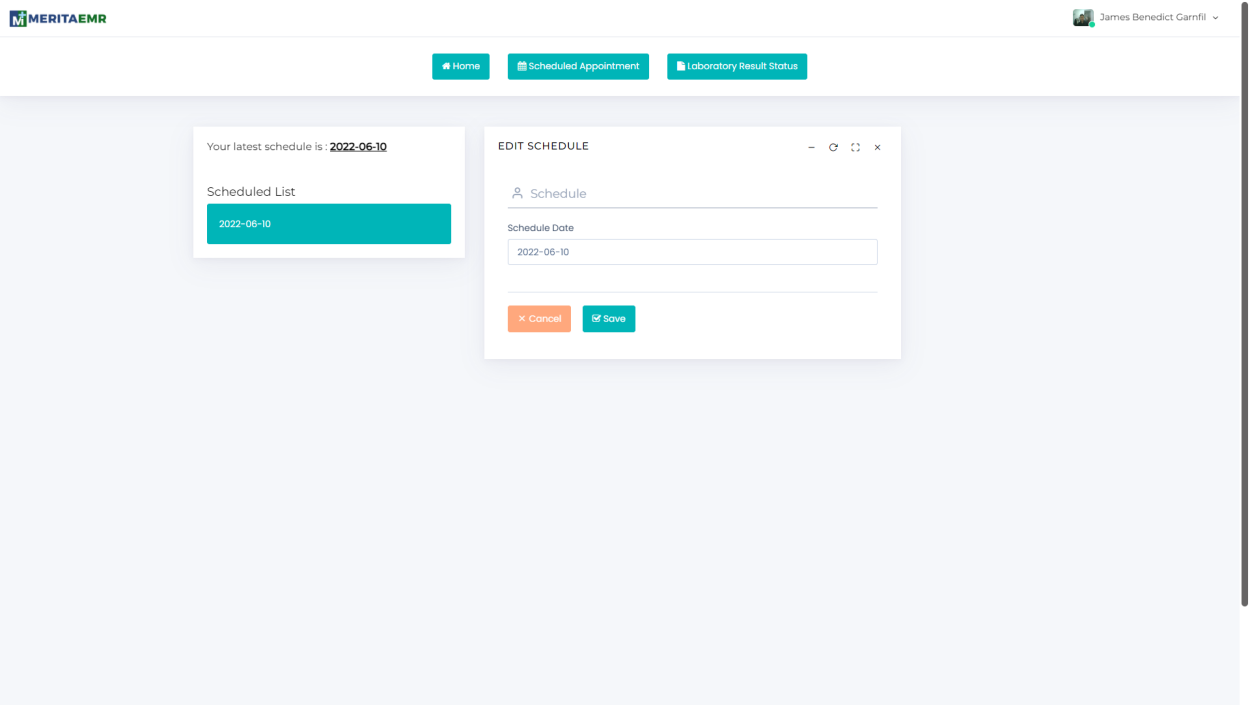 MERITAEMR
James Benedict Garnfil
Home
Scheduled Appointment
Laboratory Result Status
Your latest schedule is : 2022-06-10
Scheduled List
2022-06-10
EDIT SCHEDULE
Schedule
Schedule Date
2022-06-10
Cancel
Save